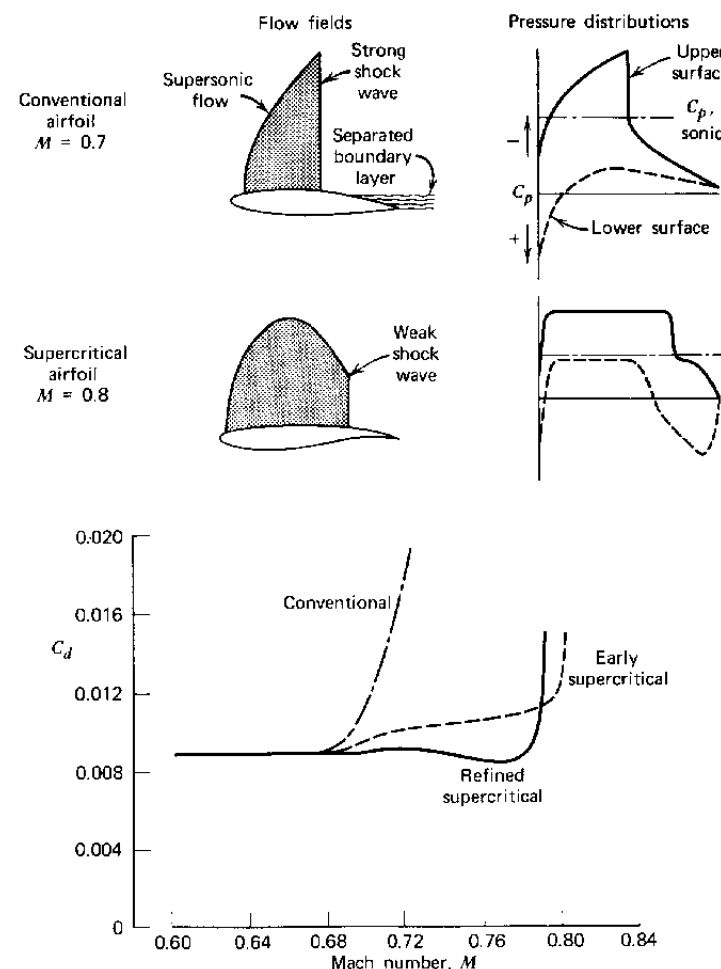 Flow fields
Pressure distributions
Conventional
airfoil
M = 0.7
Supersonic
flow
Strong
shock
wave
Separated
boundary
layer
Upper
surface
Cp,
sonic
−
Cp
+
Lower surface
Supercritical
airfoil
M = 0.8
Weak
shock
wave
0.020
0.016
Cd
0.012
0.008
0.004
0
Conventional
Early
supercritical
Refined
supercritical
0.60 0.64 0.68 0.72 0.76 0.80 0.84
Mach number, M